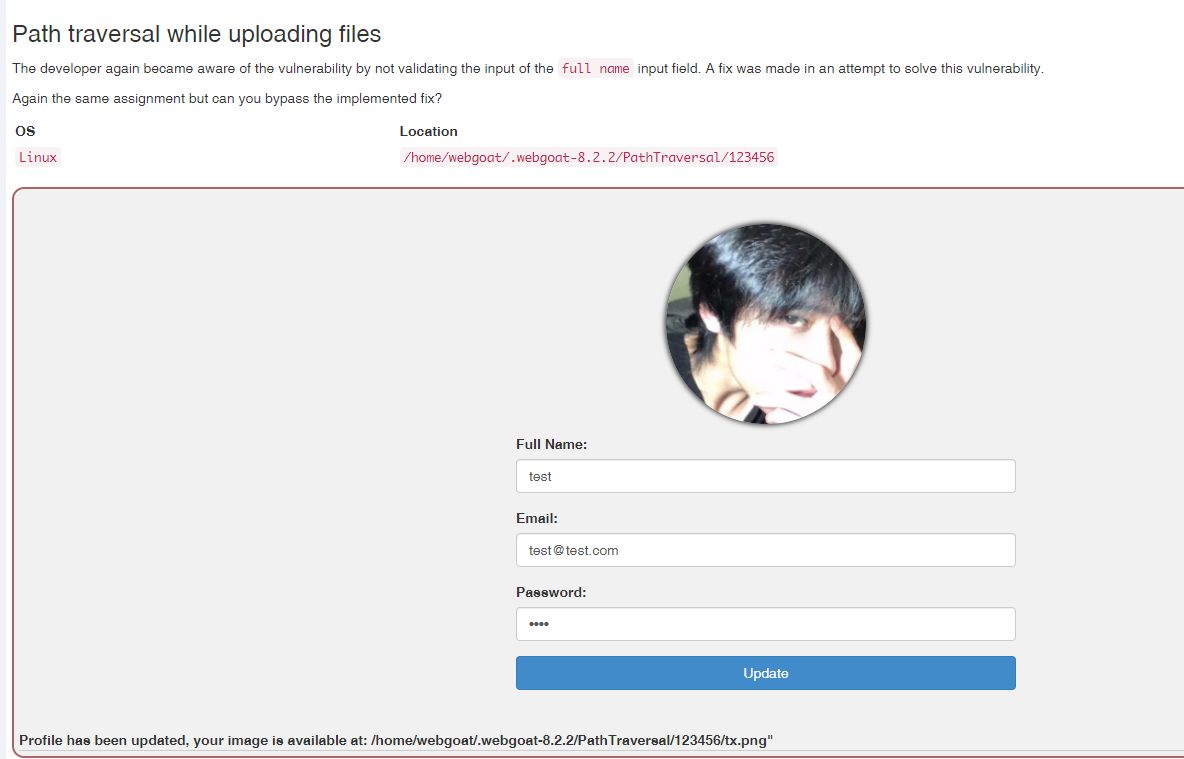 Path traversal while uploading files
The developer again became aware of the vulnerability by not validating the input of the full name input field. A fix was made in an attempt to solve this vulnerability.
Again the same assignment but can you bypass the implemented fix?
OS Location
Linux /home/webgoat/.webgoat-8.2.2/PathTraversal/123456
Full Name:
test
Email:
test@test.com
Password:
••••
Update
Profile has been updated, your image is available at: /home/webgoat/.webgoat-8.2.2/PathTraversal/123456/tx.png"